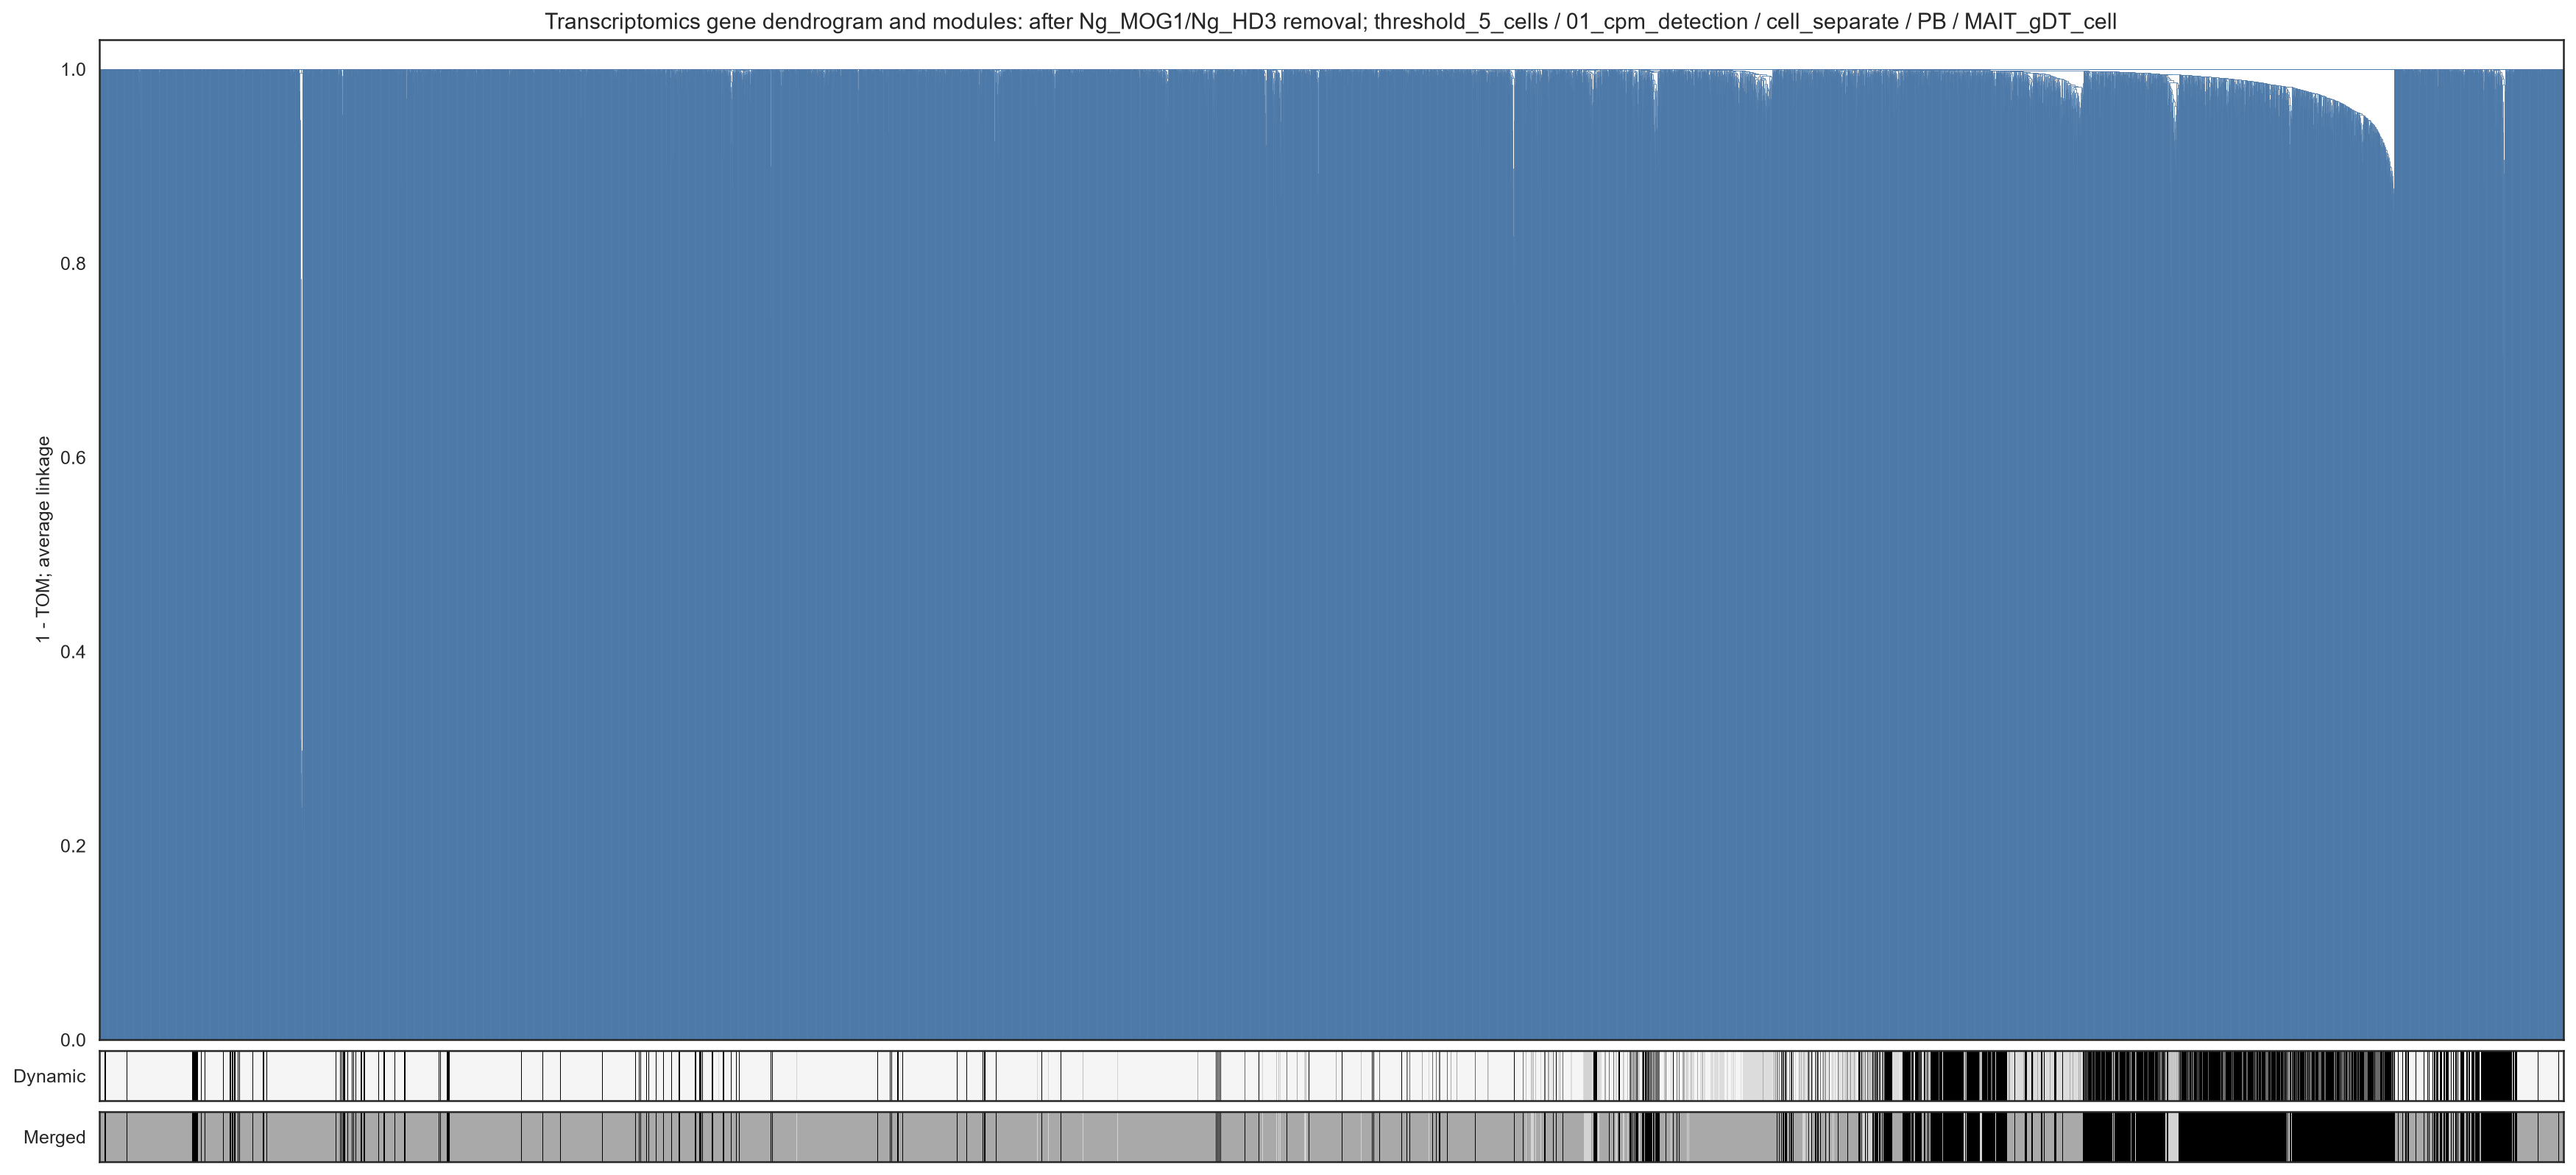 Transcriptomics gene dendrogram and modules: after Ng_MOG1/Ng_HD3 removal; threshold_5_cells / 01_cpm_detection / cell_separate / PB / MAIT_gDT_cell
1.0
0.8
0.6
0.4
0.2
0.0
1 - TOM; average linkage
Dynamic
Merged